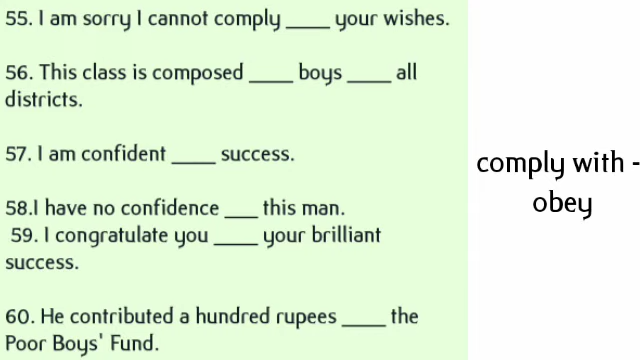 55. I am sorry I cannot comply ____ your wishes.
56. This class is composed ____ boys ____ all
districts.
57. I am confident ____ success.
58.I have no confidence ___ this man.
59. I congratulate you ____ your brilliant
success.
60. He contributed a hundred rupees ____ the
Poor Boys' Fund.
comply with -
obey